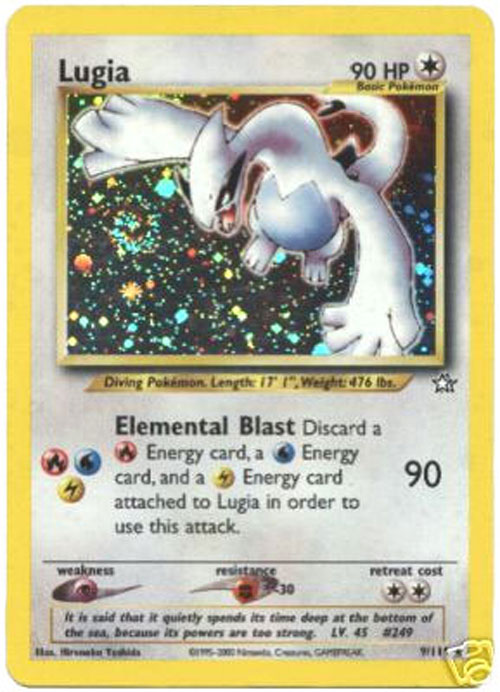 Lugia
90 HP
Basic Pokémon
Diving Pokémon. Length: 17' 1", Weight: 476 lbs.
Elemental Blast Discard a
Energy card, a Energy
card, and a Energy card
attached to Lugia in order to
use this attack.
90
weakness resistance retreat cost
-30
It is said that it quietly spends its time deep at the bottom of
the sea, because its powers are too strong. LV. 45 #249
Illus. Hironobu Yoshida ©1995-2000 Nintendo, Creatures, GAMEFREAK.